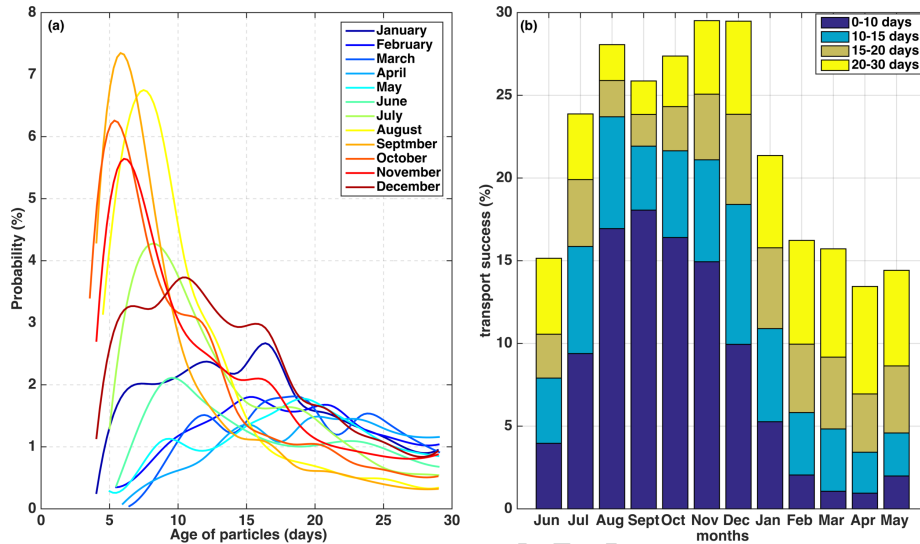 (a)
January
February
March
April
May
June
July
August
Septmber
October
November
December
Probability (%)
8
7
6
5
4
3
2
1
0
0 5 10 15 20 25 30
Age of particles (days)
(b)
0-10 days
10-15 days
15-20 days
20-30 days
transport success (%)
30
25
20
15
10
5
0
Jun Jul Aug Sept Oct Nov Dec Jan Feb Mar Apr May
months